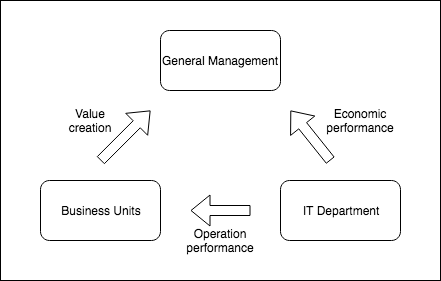 General Management
Value
creation
Economic
performance
Business Units
IT Department
Operation
performance